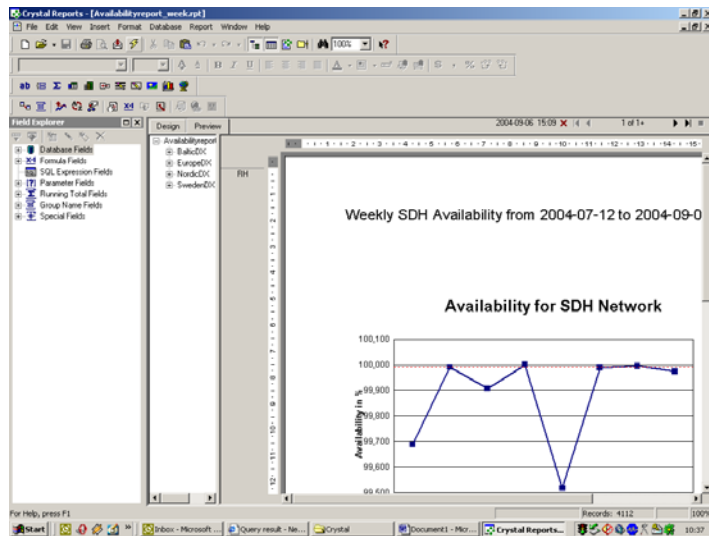 Crystal Reports - [Availabilityreport_week.rpt]
File Edit View Insert Format Database Report Window Help
100%
B I U
A
S
%
ab
Field Explorer
Design Preview
2004-09-06 15:09
1 of 1+
Database Fields
Formula Fields
SQL Expression Fields
Parameter Fields
Running Total Fields
Group Name Fields
Special Fields
Availabilityreport
BalticDX
EuropeDX
NordicDX
SwedenDX
RH
Weekly SDH Availability from 2004-07-12 to 2004-09-0
Availability for SDH Network
Availability in %
100,100
100,000
99,900
99,800
99,700
99,600
99,500
For Help, press F1
Records: 4112
100%
Start
Inbox - Microsoft ...
Query result - Ne...
Crystal
Document1 - Micr...
Crystal Reports...
10:37